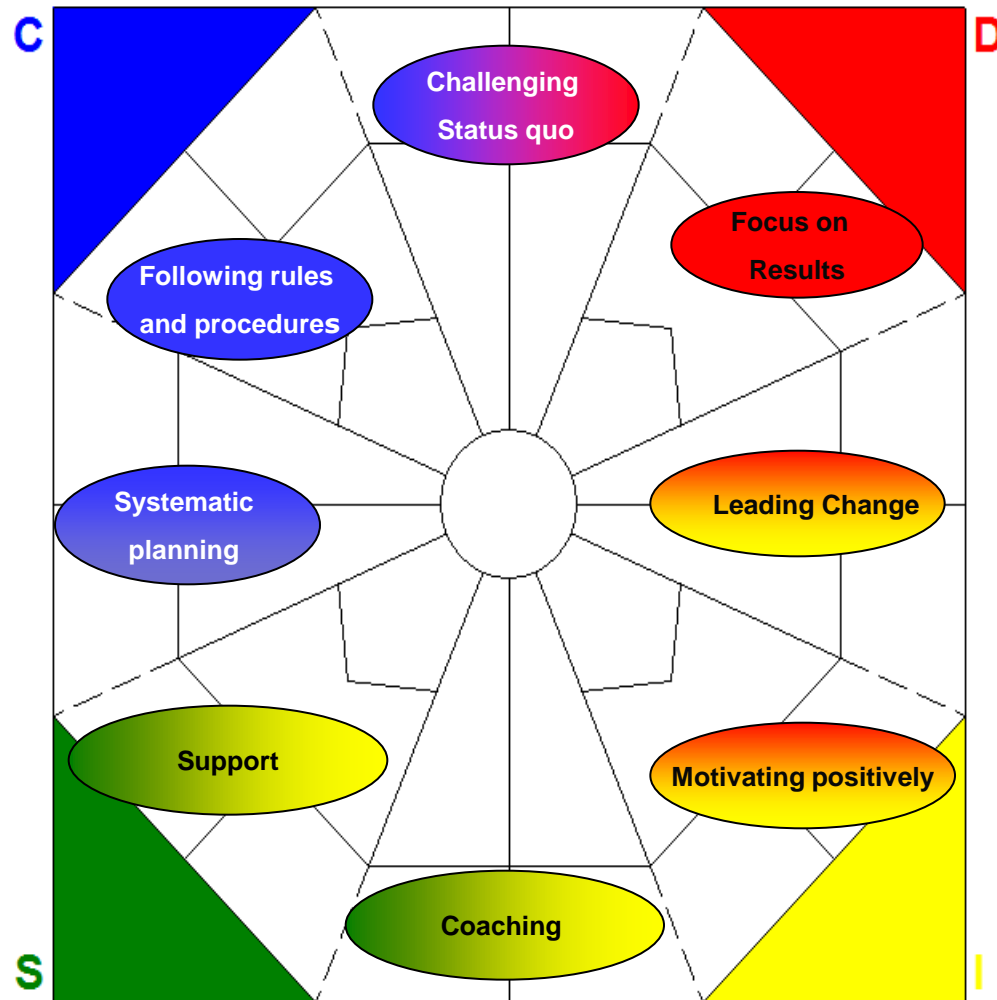 C
D
Challenging
Status quo
Focus on
Results
Following rules
and procedures
Systematic
planning
Leading Change
Support
Motivating positively
Coaching
S
I